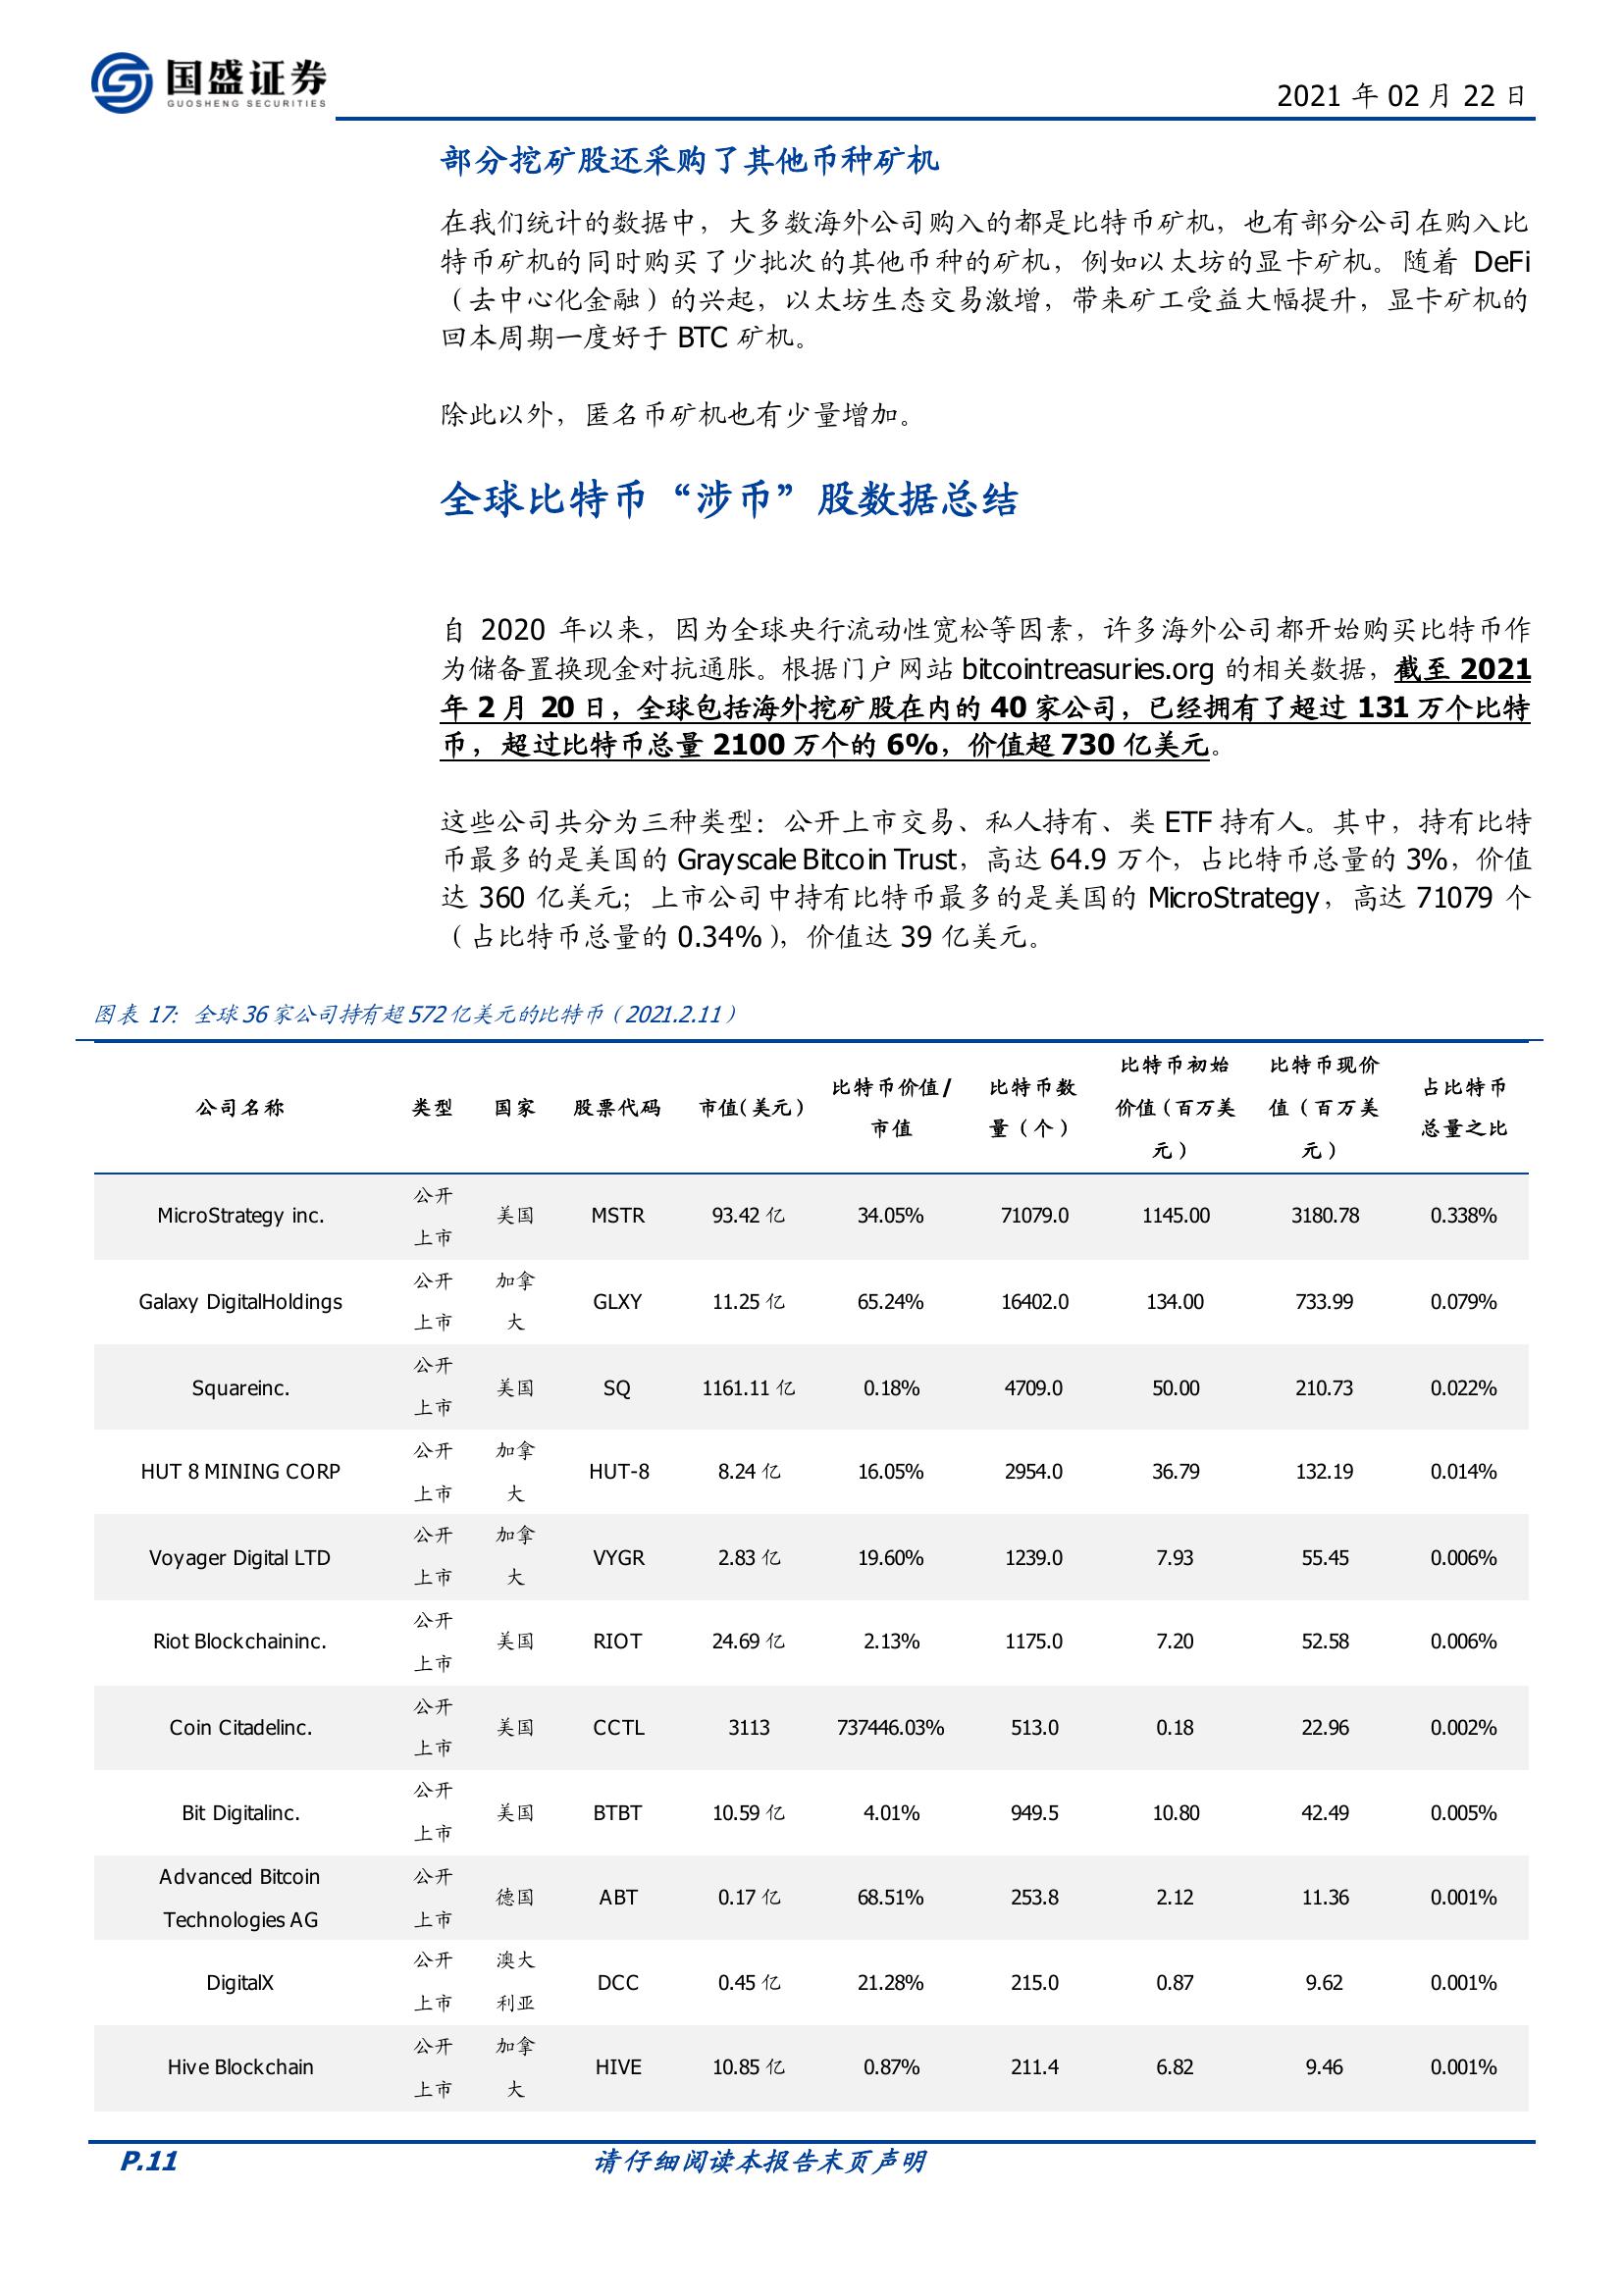 国盛证券
GUOSHENG SECURITIES
2021 年 02 月 22 日
部分挖矿股还采购了其他币种矿机
在我们统计的数据中，大多数海外公司购入的都是比特币矿机，也有部分公司在购入比
特币矿机的同时购买了少批次的其他币种的矿机，例如以太坊的显卡矿机。随着 DeFi
（去中心化金融）的兴起，以太坊生态交易激增，带来矿工受益大幅提升，显卡矿机的
回本周期一度好于 BTC 矿机。
除此以外，匿名币矿机也有少量增加。
全球比特币“涉币”股数据总结
自 2020 年以来，因为全球央行流动性宽松等因素，许多海外公司都开始购买比特币作
为储备置换现金对抗通胀。根据门户网站 bitcointreasuries.org 的相关数据，截至 2021
年 2 月 20 日，全球包括海外挖矿股在内的 40 家公司，已经拥有了超过 131 万个比特
币，超过比特币总量 2100 万个的 6%，价值超 730 亿美元。
这些公司共分为三种类型：公开上市交易、私人持有、类 ETF 持有人。其中，持有比特
币最多的是美国的 Grayscale Bitcoin Trust，高达 64.9 万个，占比特币总量的 3%，价值
达 360 亿美元；上市公司中持有比特币最多的是美国的 MicroStrategy，高达 71079 个
（占比特币总量的 0.34%），价值达 39 亿美元。
图表 17：全球 36 家公司持有超 572 亿美元的比特币（2021.2.11）
公司名称 类型 国家 股票代码 市值(美元) 比特币价值/市值 比特币数量（个） 比特币初始价值（百万美元） 比特币现价值（百万美元） 占比特币总量之比
MicroStrategy inc. 公开上市 美国 MSTR 93.42 亿 34.05% 71079.0 1145.00 3180.78 0.338%
Galaxy DigitalHoldings 公开上市 加拿大 GLXY 11.25 亿 65.24% 16402.0 134.00 733.99 0.079%
Squareinc. 公开上市 美国 SQ 1161.11 亿 0.18% 4709.0 50.00 210.73 0.022%
HUT 8 MINING CORP 公开上市 加拿大 HUT-8 8.24 亿 16.05% 2954.0 36.79 132.19 0.014%
Voyager Digital LTD 公开上市 加拿大 VYGR 2.83 亿 19.60% 1239.0 7.93 55.45 0.006%
Riot Blockchaininc. 公开上市 美国 RIOT 24.69 亿 2.13% 1175.0 7.20 52.58 0.006%
Coin Citadelinc. 公开上市 美国 CCTL 3113 737446.03% 513.0 0.18 22.96 0.002%
Bit Digitalinc. 公开上市 美国 BTBT 10.59 亿 4.01% 949.5 10.80 42.49 0.005%
Advanced Bitcoin Technologies AG 公开上市 德国 ABT 0.17 亿 68.51% 253.8 2.12 11.36 0.001%
DigitalX 公开上市 澳大利亚 DCC 0.45 亿 21.28% 215.0 0.87 9.62 0.001%
Hive Blockchain 公开上市 加拿大 HIVE 10.85 亿 0.87% 211.4 6.82 9.46 0.001%
P.11 请仔细阅读本报告末页声明